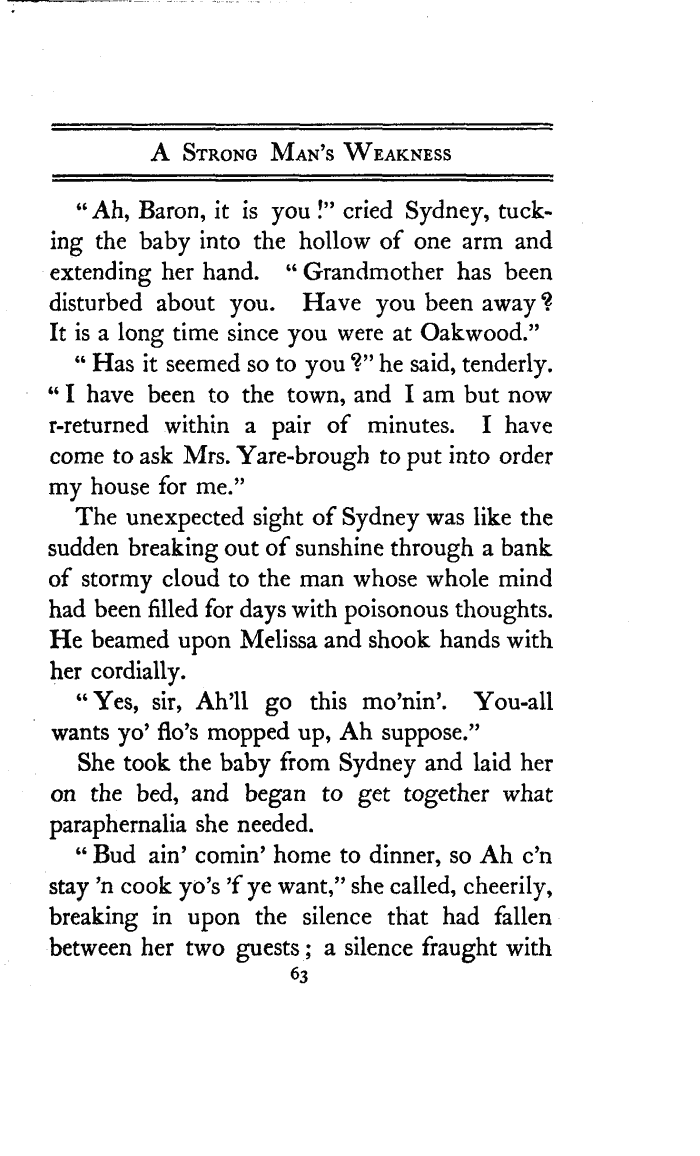 A Strong Man's Weakness
"Ah, Baron, it is you!" cried Sydney, tuck-
ing the baby into the hollow of one arm and
extending her hand. "Grandmother has been
disturbed about you. Have you been away?
It is a long time since you were at Oakwood."
"Has it seemed so to you?" he said, tenderly.
"I have been to the town, and I am but now
r-returned within a pair of minutes. I have
come to ask Mrs. Yare-brough to put into order
my house for me."
The unexpected sight of Sydney was like the
sudden breaking out of sunshine through a bank
of stormy cloud to the man whose whole mind
had been filled for days with poisonous thoughts.
He beamed upon Melissa and shook hands with
her cordially.
"Yes, sir, Ah'll go this mo'nin'. You-all
wants yo' flo's mopped up, Ah suppose."
She took the baby from Sydney and laid her
on the bed, and began to get together what
paraphernalia she needed.
"Bud ain' comin' home to dinner, so Ah c'n
stay 'n cook yo's 'f ye want," she called, cheerily,
breaking in upon the silence that had fallen
between her two guests; a silence fraught with
63